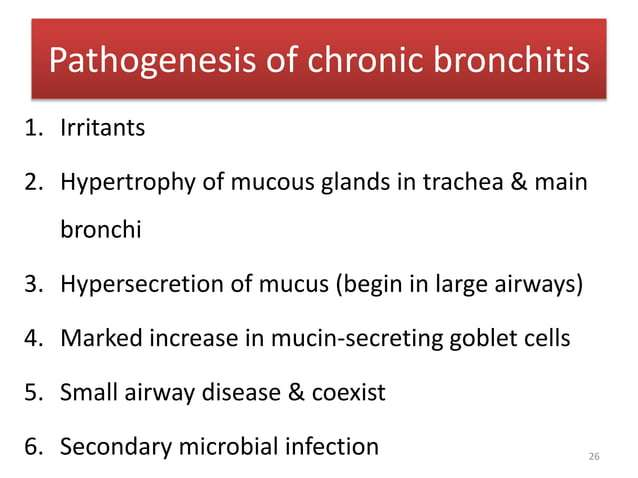 Pathogenesis of chronic bronchitis
1. Irritants
2. Hypertrophy of mucous glands in trachea & main
bronchi
3. Hypersecretion of mucus (begin in large airways)
4. Marked increase in mucin-secreting goblet cells
5. Small airway disease & coexist
6. Secondary microbial infection
26